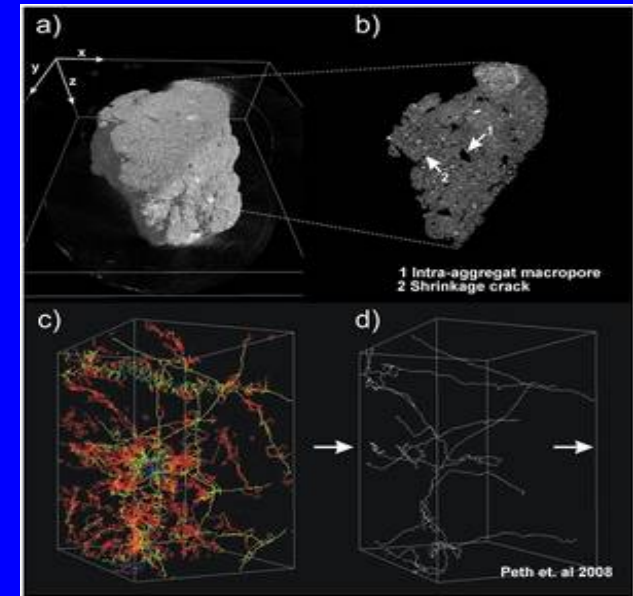 a)
b)
x
y
z
1
2
1 Intra-aggregat macropore
2 Shrinkage crack
c)
d)
Peth et. al 2008